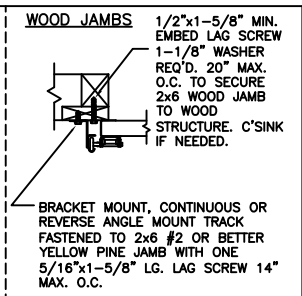 WOOD JAMBS
1/2"x1-5/8" MIN.
EMBED LAG SCREW
1-1/8" WASHER
REQ'D. 20" MAX.
O.C. TO SECURE
2x6 WOOD JAMB
TO WOOD
STRUCTURE. C'SINK
IF NEEDED.
BRACKET MOUNT, CONTINUOUS OR
REVERSE ANGLE MOUNT TRACK
FASTENED TO 2x6 #2 OR BETTER
YELLOW PINE JAMB WITH ONE
5/16"x1-5/8" LG. LAG SCREW 14"
MAX. O.C.